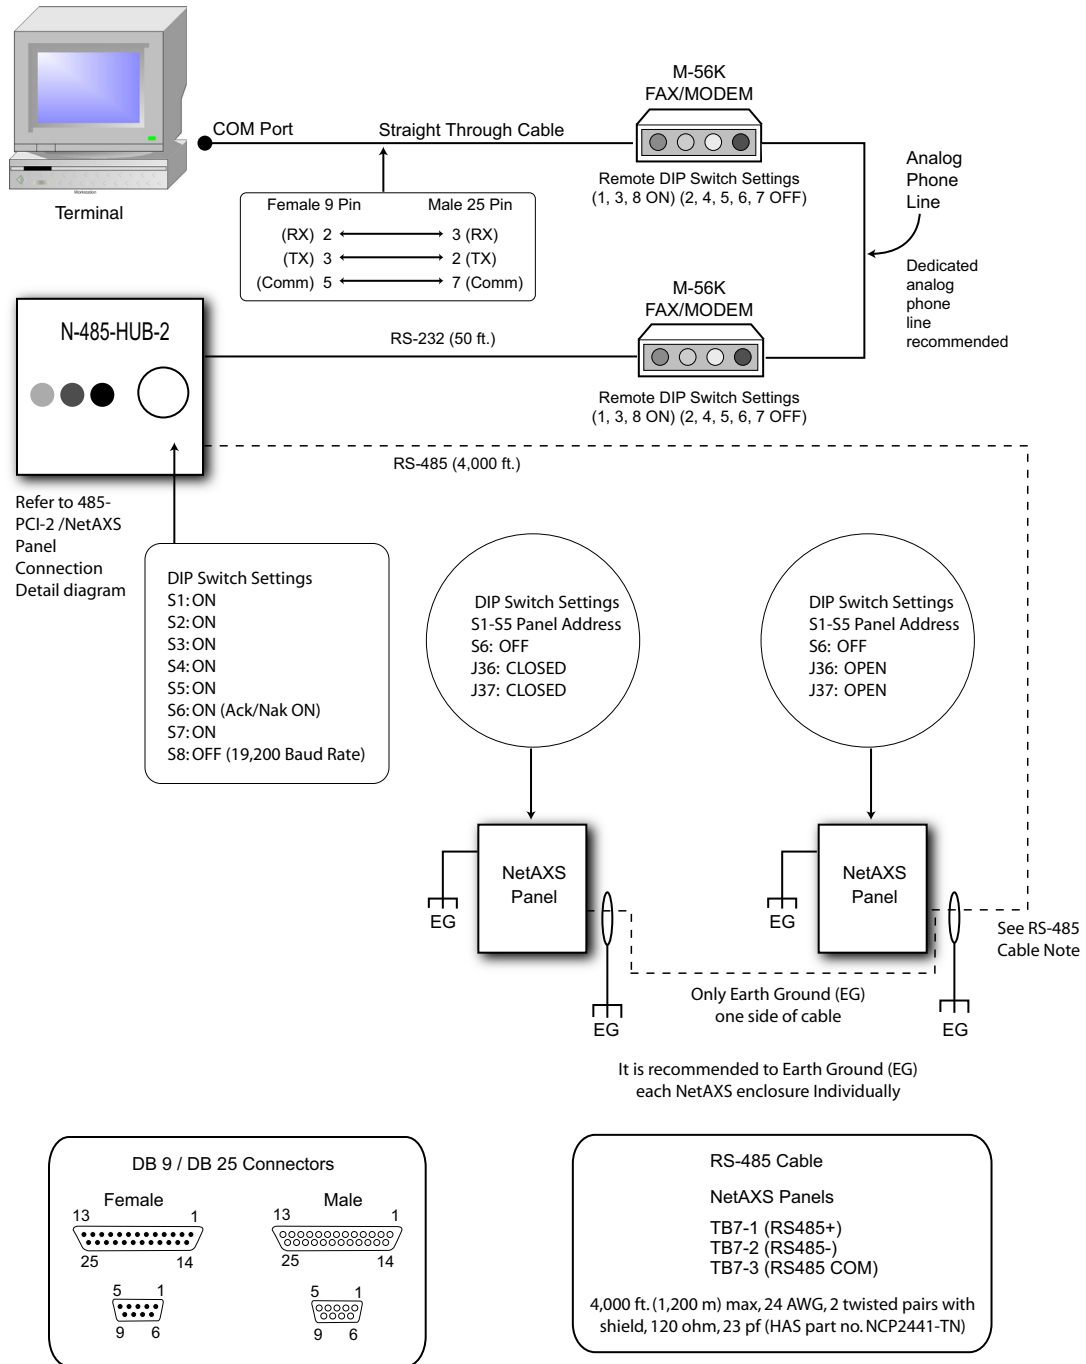 M-56K
FAX/MODEM
COM Port
Straight Through Cable
Workstation
Terminal
Female 9 Pin Male 25 Pin
(RX) 2 3 (RX)
(TX) 3 2 (TX)
(Comm) 5 7 (Comm)
Remote DIP Switch Settings
(1, 3, 8 ON) (2, 4, 5, 6, 7 OFF)
Analog
Phone
Line
Dedicated
analog
phone
line
recommended
M-56K
FAX/MODEM
N-485-HUB-2
RS-232 (50 ft.)
Remote DIP Switch Settings
(1, 3, 8 ON) (2, 4, 5, 6, 7 OFF)
RS-485 (4,000 ft.)
Refer to 485-
PCI-2 /NetAXS
Panel
Connection
Detail diagram
DIP Switch Settings
S1: ON
S2: ON
S3: ON
S4: ON
S5: ON
S6: ON (Ack/Nak ON)
S7: ON
S8: OFF (19,200 Baud Rate)
DIP Switch Settings
S1-S5 Panel Address
S6: OFF
J36: CLOSED
J37: CLOSED
DIP Switch Settings
S1-S5 Panel Address
S6: OFF
J36: OPEN
J37: OPEN
NetAXS
Panel
EG
EG
NetAXS
Panel
EG
EG
See RS-485
Cable Note
Only Earth Ground (EG)
one side of cable
It is recommended to Earth Ground (EG)
each NetAXS enclosure Individually
DB 9 / DB 25 Connectors
Female Male
13 1 13 1
25 14 25 14
5 1 5 1
9 6 9 6
RS-485 Cable
NetAXS Panels
TB7-1 (RS485+)
TB7-2 (RS485-)
TB7-3 (RS485 COM)
4,000 ft. (1,200 m) max, 24 AWG, 2 twisted pairs with
shield, 120 ohm, 23 pf (HAS part no. NCP2441-TN)